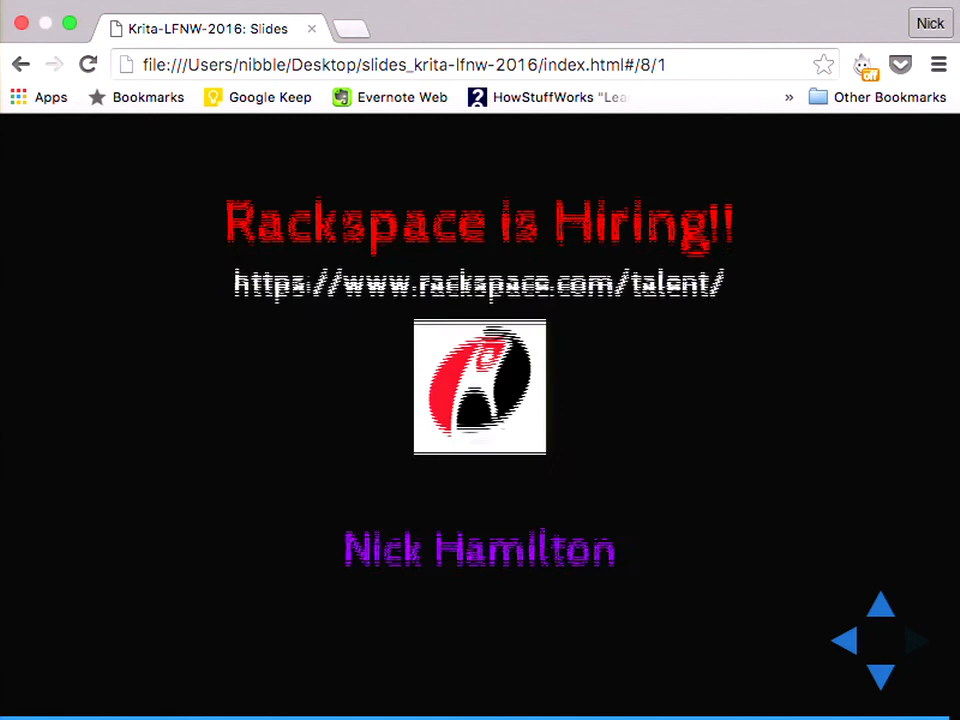 Krita-LFNW-2016: Slides
Nick
file:///Users/nibble/Desktop/slides_krita-lfnw-2016/index.html#/8/1
off
Apps Bookmarks Google Keep Evernote Web HowStuffWorks "Lea » Other Bookmarks
Rackspace is Hiring!!
https://www.rackspace.com/talent/
Nick Hamilton